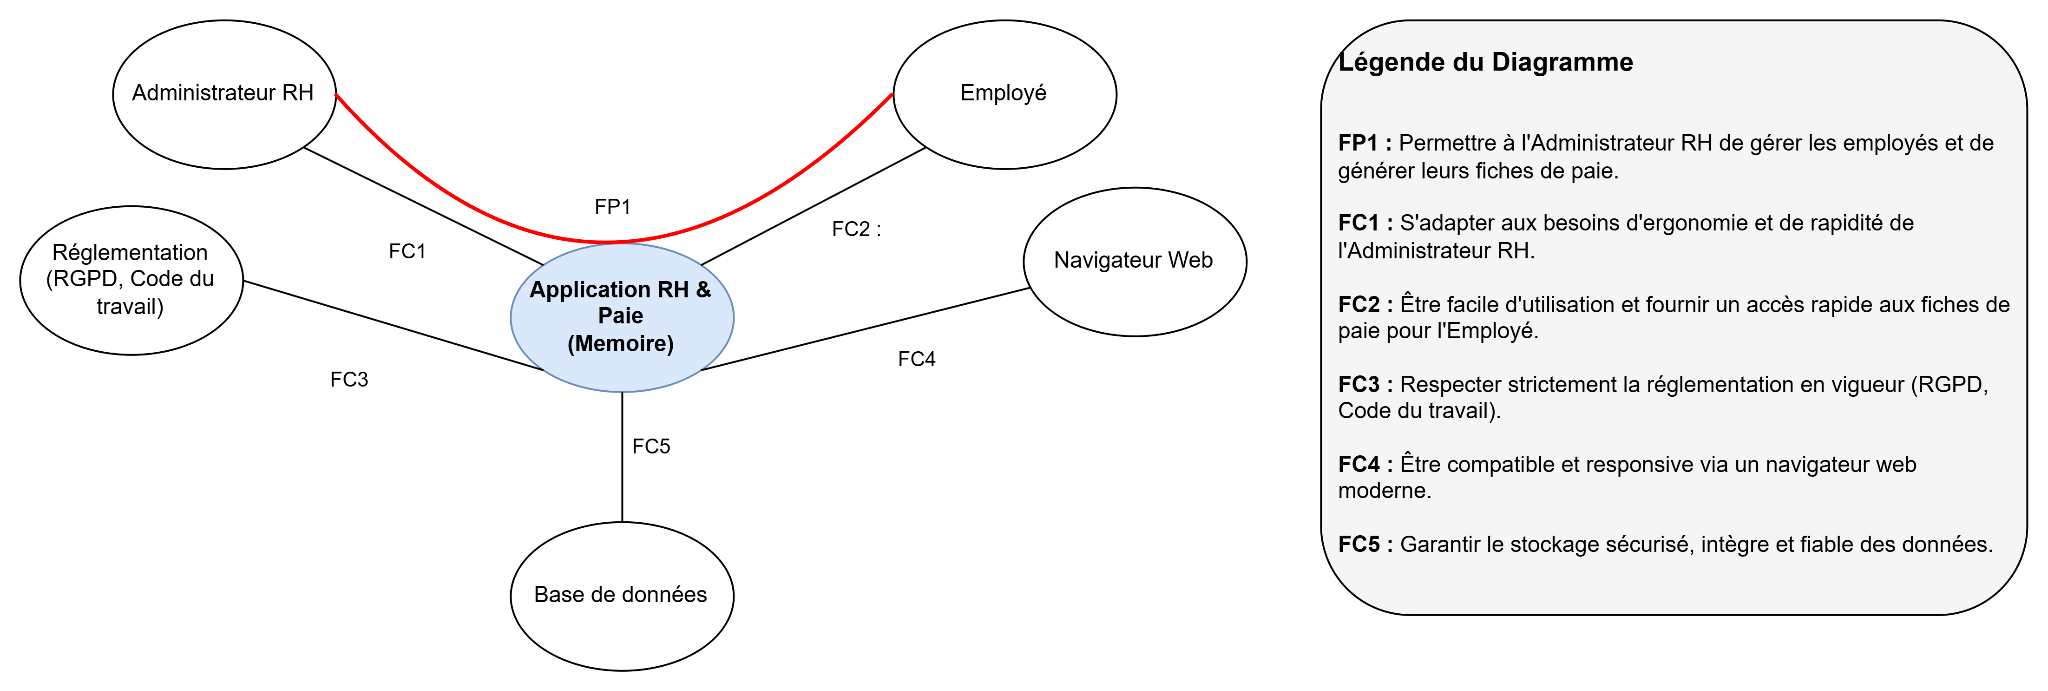 Administrateur RH
Employé
FP1
FC1
FC2 :
Réglementation
(RGPD, Code du
travail)
Navigateur Web
Application RH &
Paie
(Memoire)
FC3
FC4
FC5
Base de données
Légende du Diagramme
FP1 : Permettre à l'Administrateur RH de gérer les employés et de
générer leurs fiches de paie.
FC1 : S'adapter aux besoins d'ergonomie et de rapidité de
l'Administrateur RH.
FC2 : Être facile d'utilisation et fournir un accès rapide aux fiches de
paie pour l'Employé.
FC3 : Respecter strictement la réglementation en vigueur (RGPD,
Code du travail).
FC4 : Être compatible et responsive via un navigateur web
moderne.
FC5 : Garantir le stockage sécurisé, intègre et fiable des données.